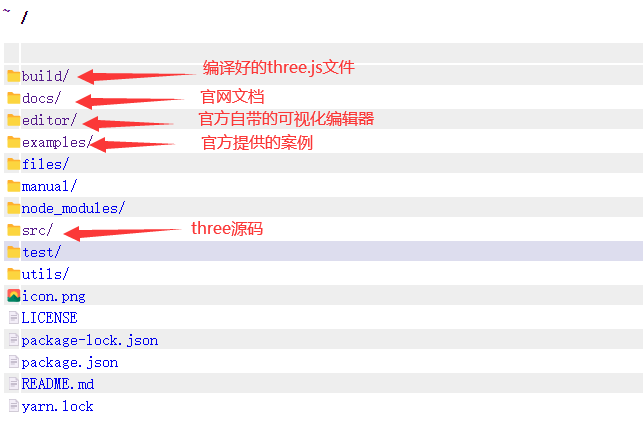 ~ /
build/ 编译好的three.js文件
docs/ 官网文档
editor/ 官方自带的可视化编辑器
examples/ 官方提供的案例
files/
manual/
node_modules/
src/ three源码
test/
utils/
icon.png
LICENSE
package-lock.json
package.json
README.md
yarn.lock